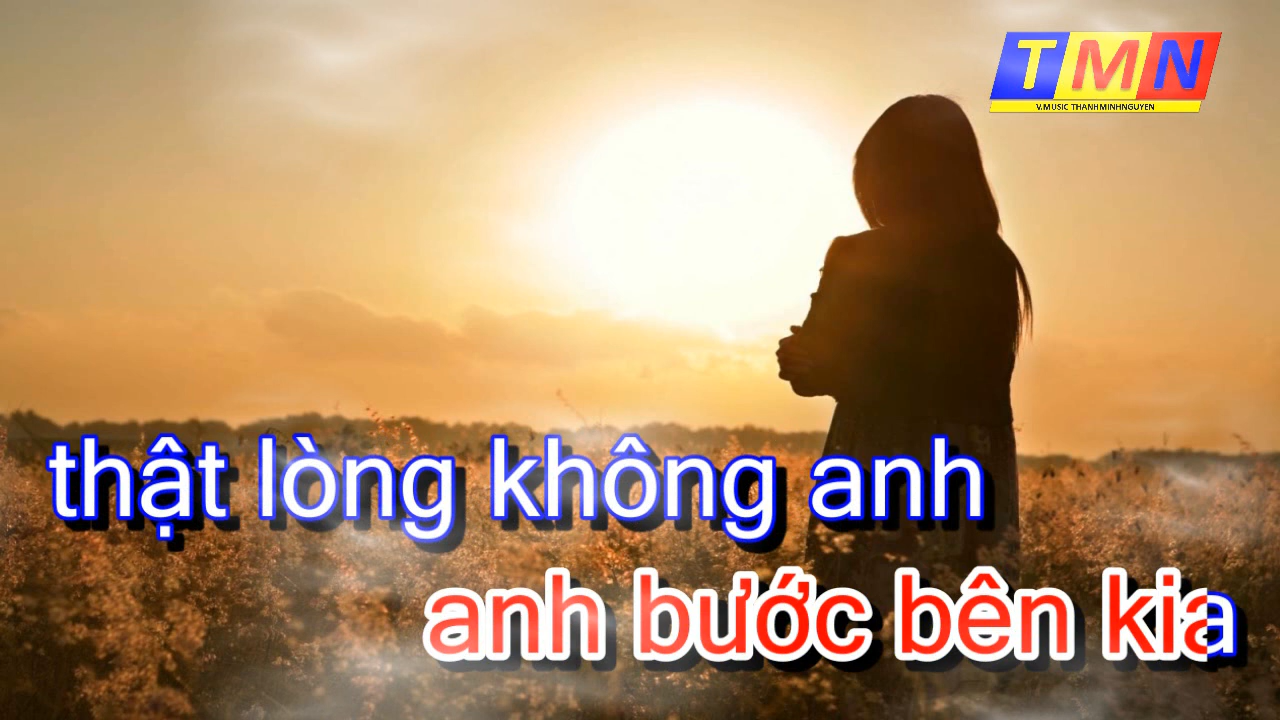 TMN
V.MUSIC THANHMINHNGUYEN
thật lòng không anh
anh bước bên kia